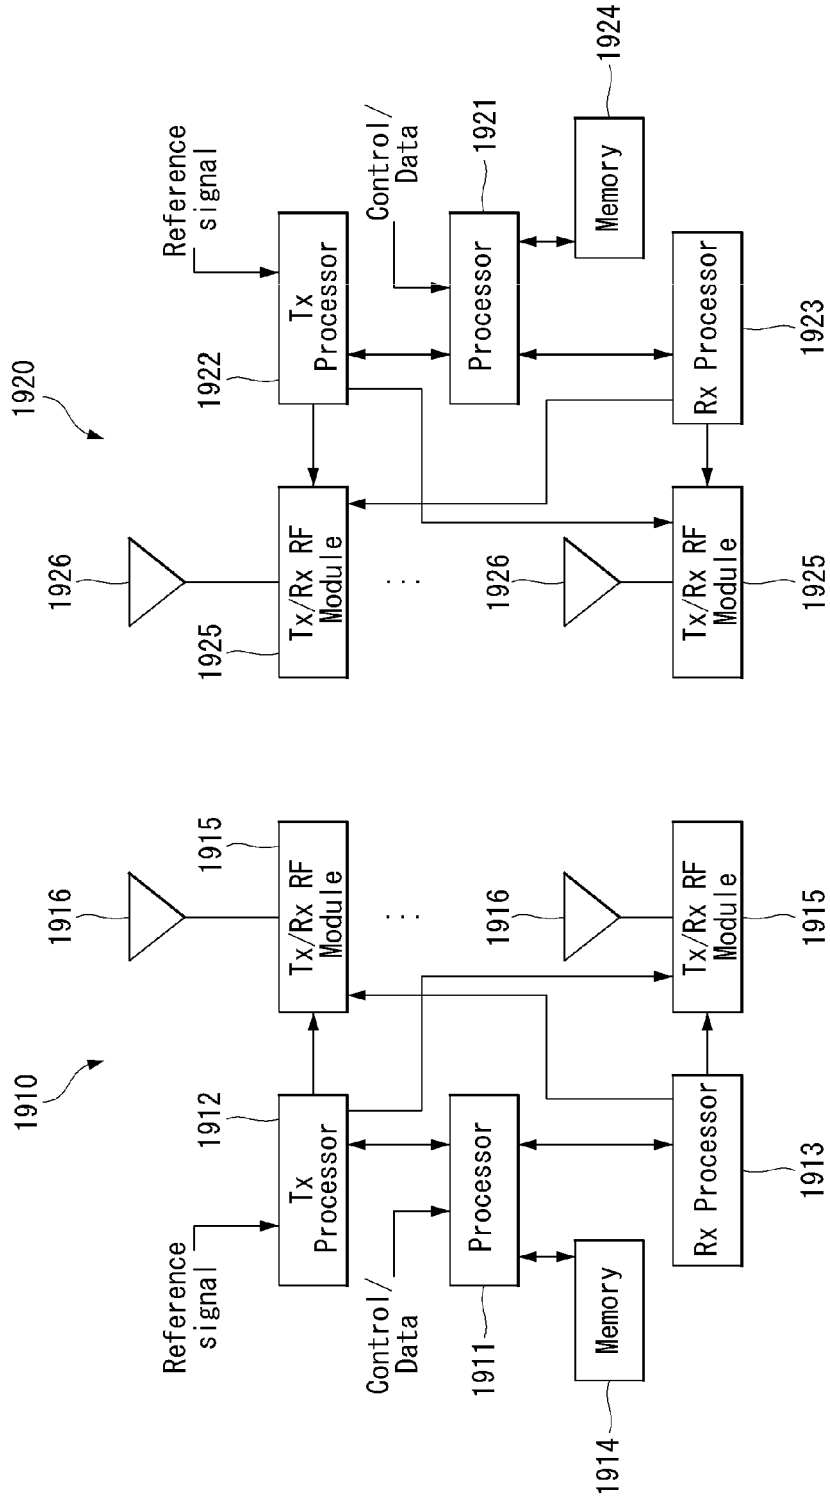 1910
1920
1916
1926
Reference
signal
1912
Tx
Processor
1915
Tx/Rx RF
Module
1925
Tx/Rx RF
Module
1922
Tx
Processor
Reference
signal
Control/
Data
Processor
1911
...
...
Control/
Data
Processor
1921
1916
1926
Memory
1914
Memory
1924
Rx Processor
1913
Tx/Rx RF
Module
1915
Tx/Rx RF
Module
1925
Rx Processor
1923